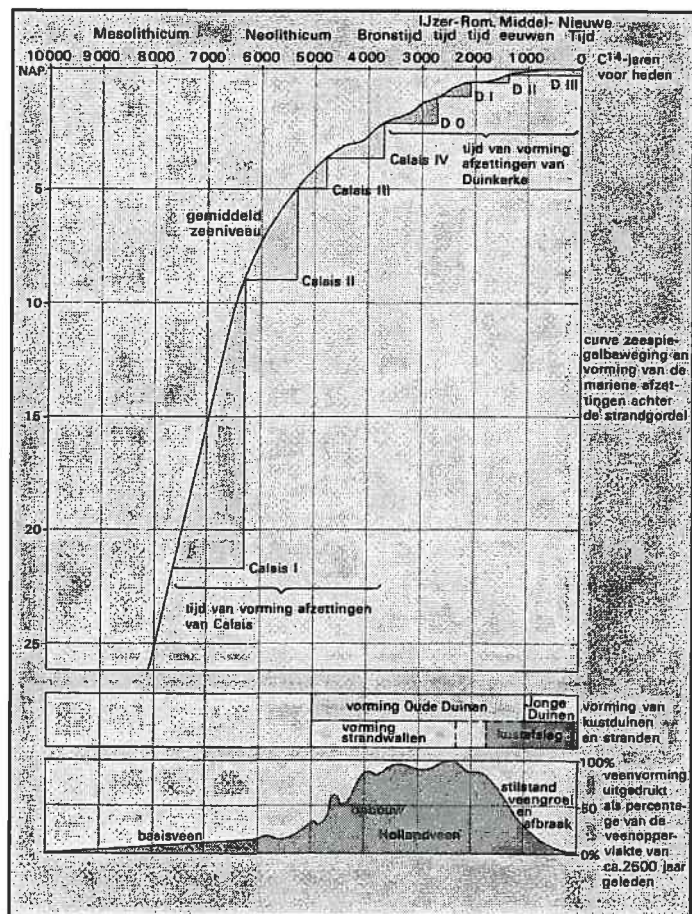 IJzer-Rom. Middel- Nieuwe
Mesolithicum Neolithicum Bronstijd tijd tijd eeuwen Tijd
10000 9000 8000 7000 6000 5000 4000 3000 2000 1000 0 C14-jaren
voor heden
NAP
D III
D II
D I
D O
tijd van vorming
afzettingen van
Duinkerke
Calais IV
5
Calais III
gemiddeld
zeeniveau
Calais II
10
curve zeespie-
gelbeweging en
vorming van de
mariene afzet-
tingen achter
de strandgordel
15
20
Calais I
tijd van vorming afzettingen
van Calais
25
vorming Oude Duinen
Jonge
Duinen
vorming
strandwallen
kustafslag
vorming van
kustduinen
en stranden
100%
50
0%
veenvorming
uitgedrukt
als percenta-
ge van de
veenopper-
vlakte van
ca.2500 jaar
geleden
stilstand
veengroei
en
afbraak
opbouw
Hollandveen
basisveen